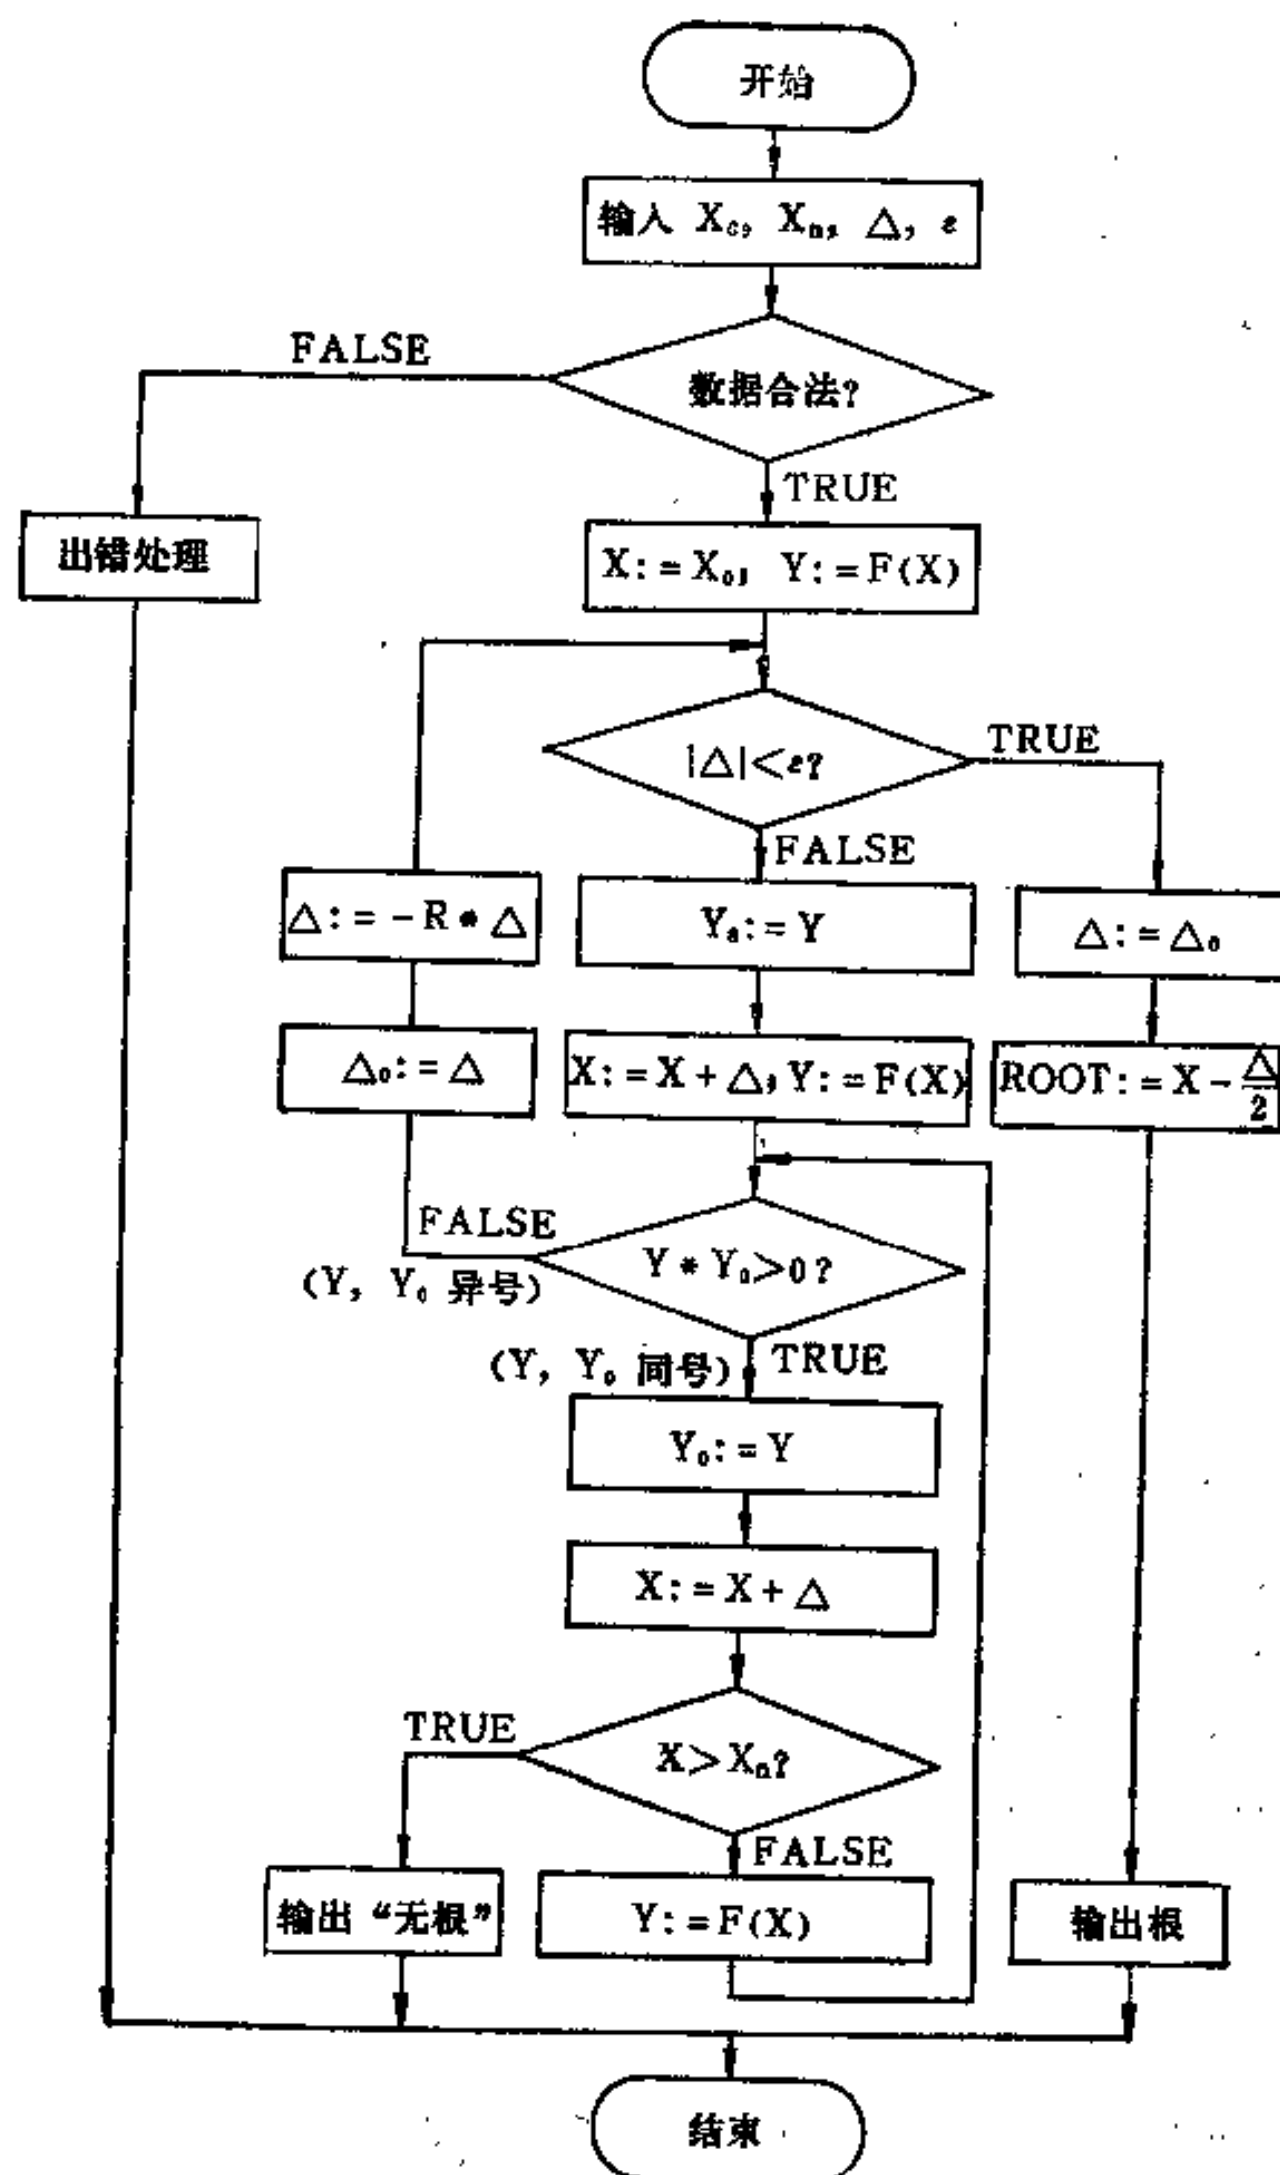 开始
输入 X₀, Xₙ, △, ε
FALSE
数据合法?
TRUE
出错处理
X:=X₀, Y:=F(X)
|△|<ε?
TRUE
FALSE
△:=-R*△
Y₀:=Y
△:=△₀
△₀:=△
X:=X+△, Y:=F(X)
ROOT:=X-△/2
FALSE
Y*Y₀>0?
(Y, Y₀ 异号)
(Y, Y₀ 同号)
TRUE
Y₀:=Y
X:=X+△
TRUE
X>Xₙ?
FALSE
输出“无根”
Y:=F(X)
输出根
结束